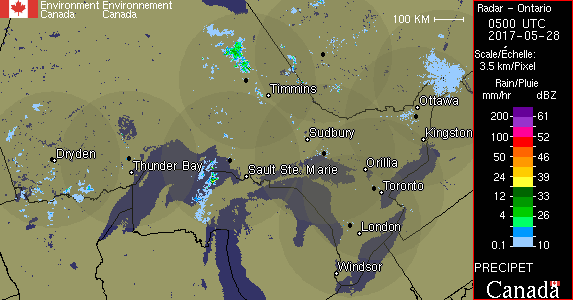 Environment Environnement
Canada Canada
100 KM
Timmins
Ottawa
Sudbury
Kingston
Dryden
Thunder Bay
Sault Ste. Marie
Orillia
Toronto
London
Windsor
Radar - Ontario
0500 UTC
2017-05-28
Scale/Échelle:
3.5 km/Pixel
Rain/Pluie
mm/hr dBZ
200 61
100 52
50 46
24 39
12 33
4 26
0.1 10
PRECIPET
Canada